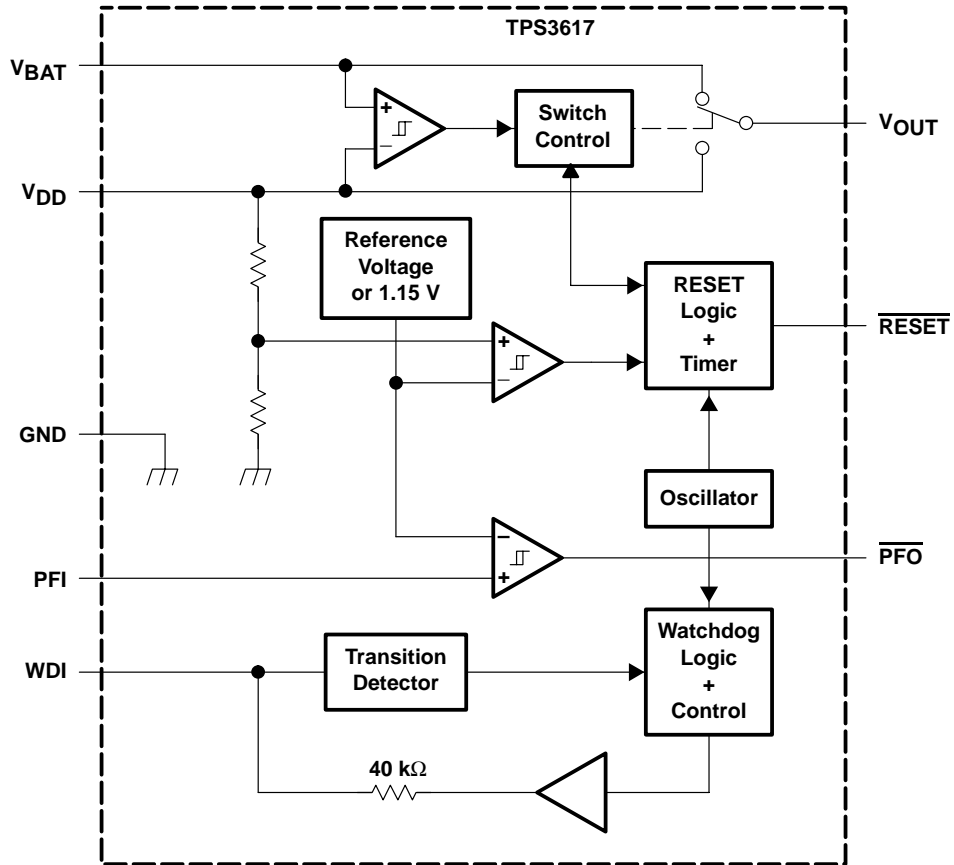 TPS3617
VBAT
+
–
Switch
Control
VOUT
VDD
Reference
Voltage
or 1.15 V
RESET
Logic
+
Timer
RESET
+
–
GND
Oscillator
–
+
PFO
PFI
WDI
Transition
Detector
Watchdog
Logic
+
Control
40 kΩ